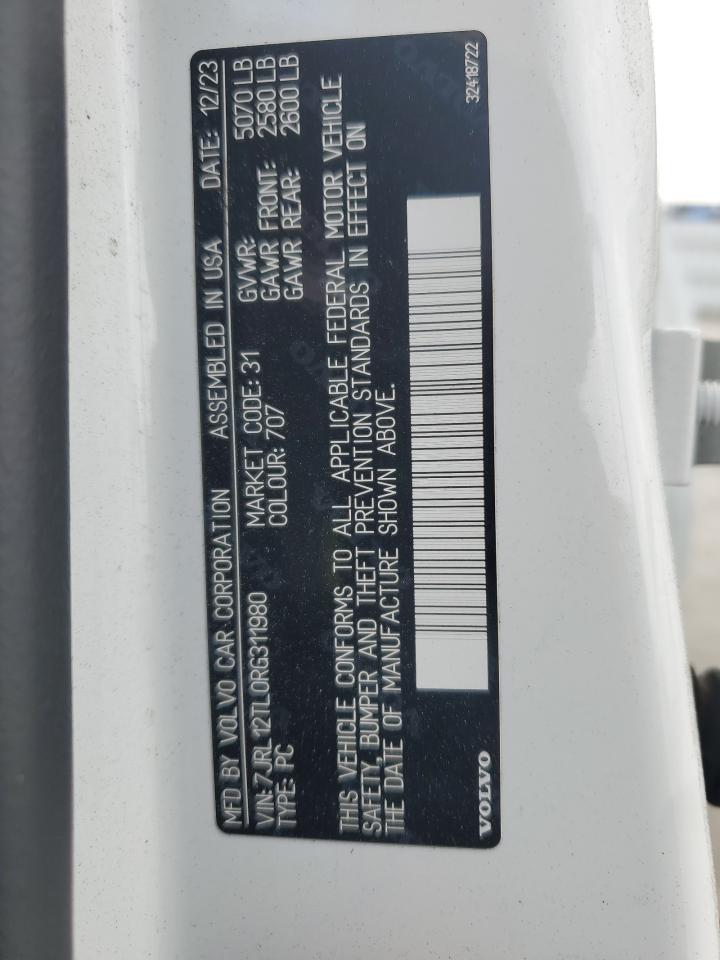 MFD BY VOLVO CAR CORPORATION ASSEMBLED IN USA DATE: 12/23
VIN:7JRL12TL0RG311980 MARKET CODE: 31 GVWR: 5070 LB
TYPE: PC COLOUR: 707 GAWR FRONT: 2580 LB
GAWR REAR: 2600 LB
THIS VEHICLE CONFORMS TO ALL APPLICABLE FEDERAL MOTOR VEHICLE
SAFETY, BUMPER AND THEFT PREVENTION STANDARDS IN EFFECT ON
THE DATE OF MANUFACTURE SHOWN ABOVE.
VOLVO 32418722